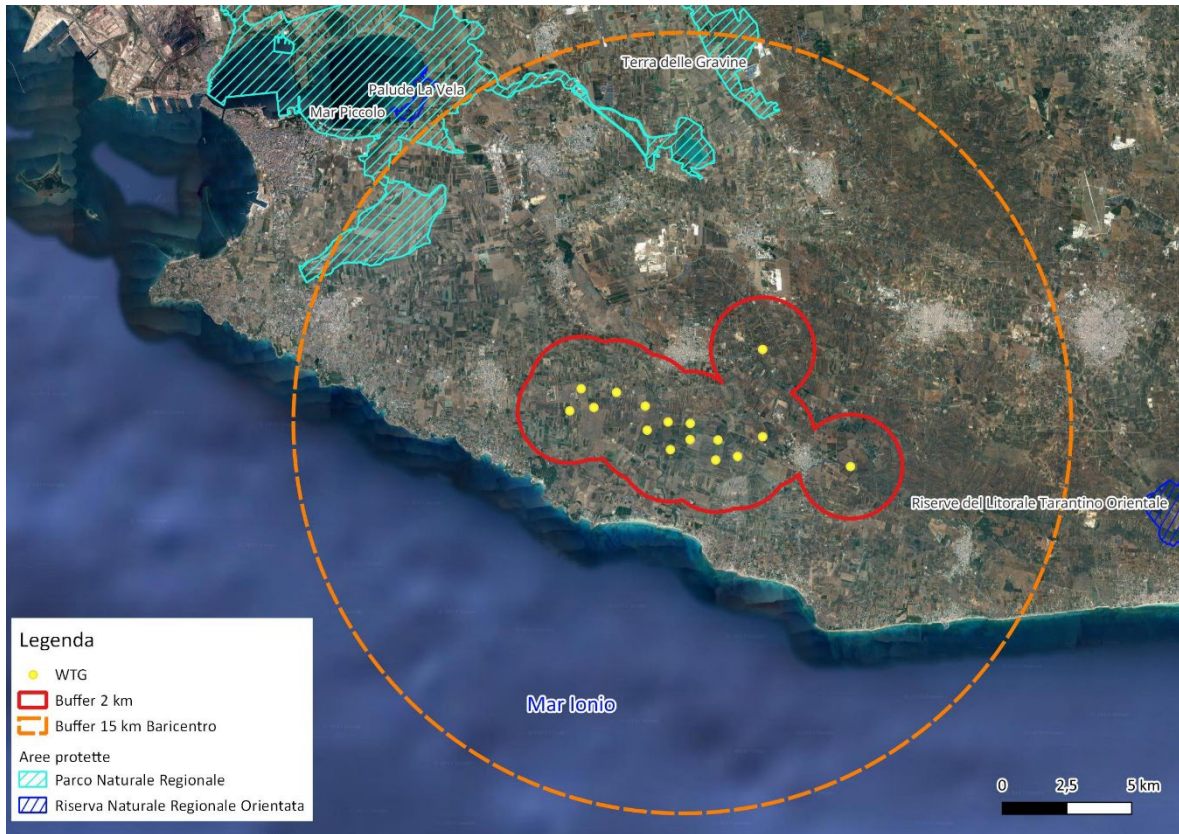 Terra delle Gravine
Palude La Vela
Mar Piccolo
Riserve del Litorale Tarantino Orientale
Mar Ionio
Legenda
WTG
Buffer 2 km
Buffer 15 km Baricentro
Aree protette
Parco Naturale Regionale
Riserva Naturale Regionale Orientata
0 2,5 5 km